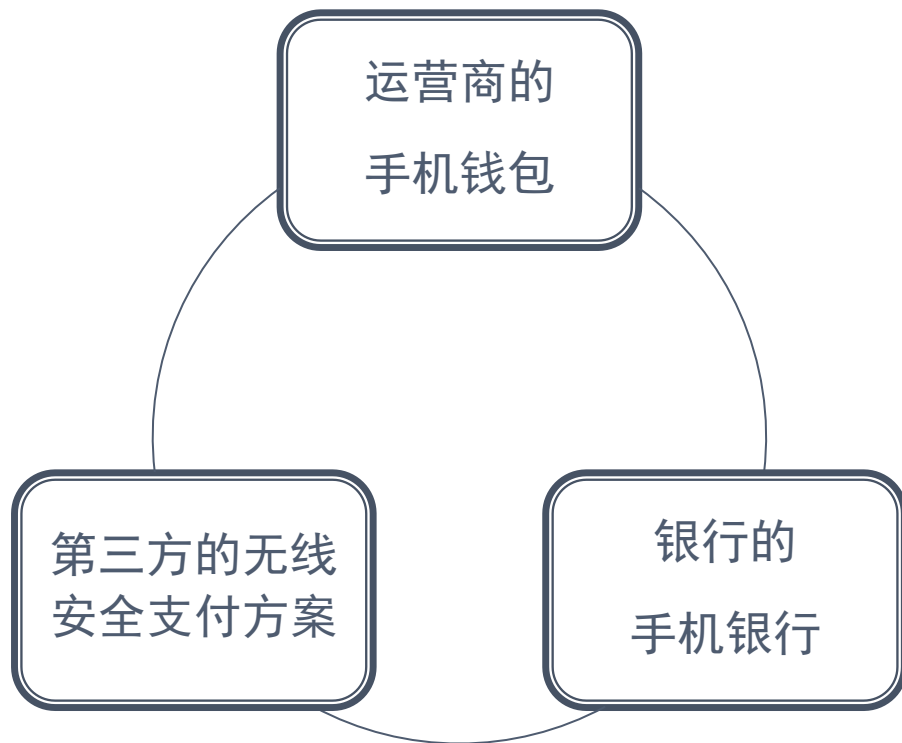 运营商的
手机钱包
第三方的无线
安全支付方案
银行的
手机银行